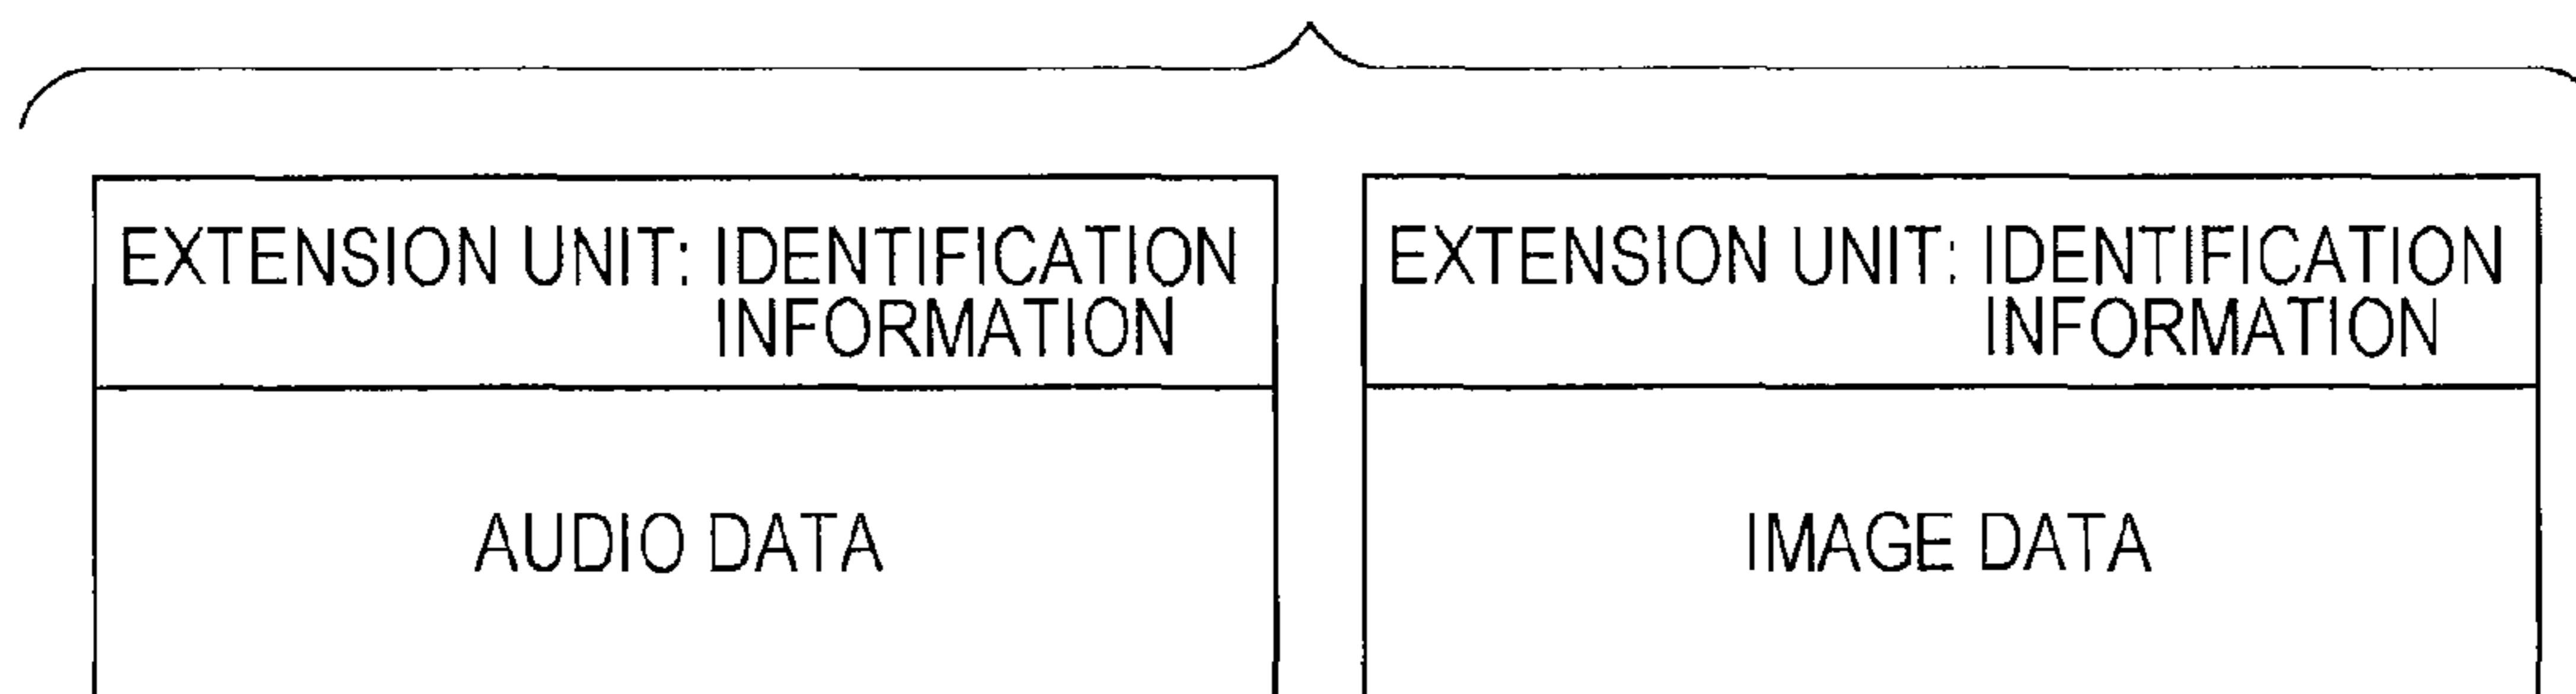 EXTENSION UNIT: IDENTIFICATION
INFORMATION
AUDIO DATA
EXTENSION UNIT: IDENTIFICATION
INFORMATION
IMAGE DATA